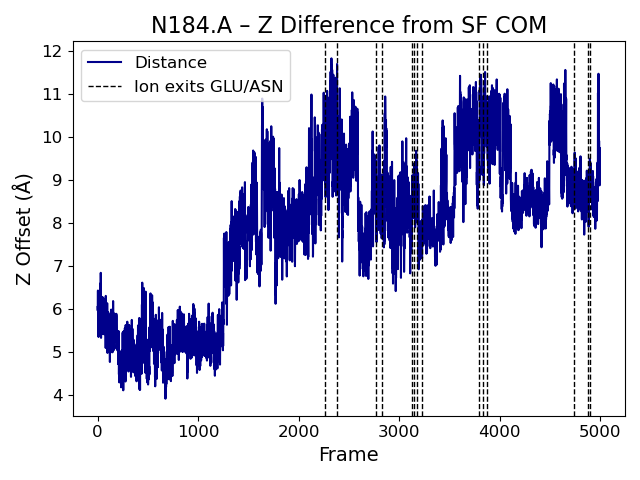 N184.A – Z Difference from SF COM
Distance
Ion exits GLU/ASN
Z Offset (Å)
12
11
10
9
8
7
6
5
4
0 1000 2000 3000 4000 5000
Frame